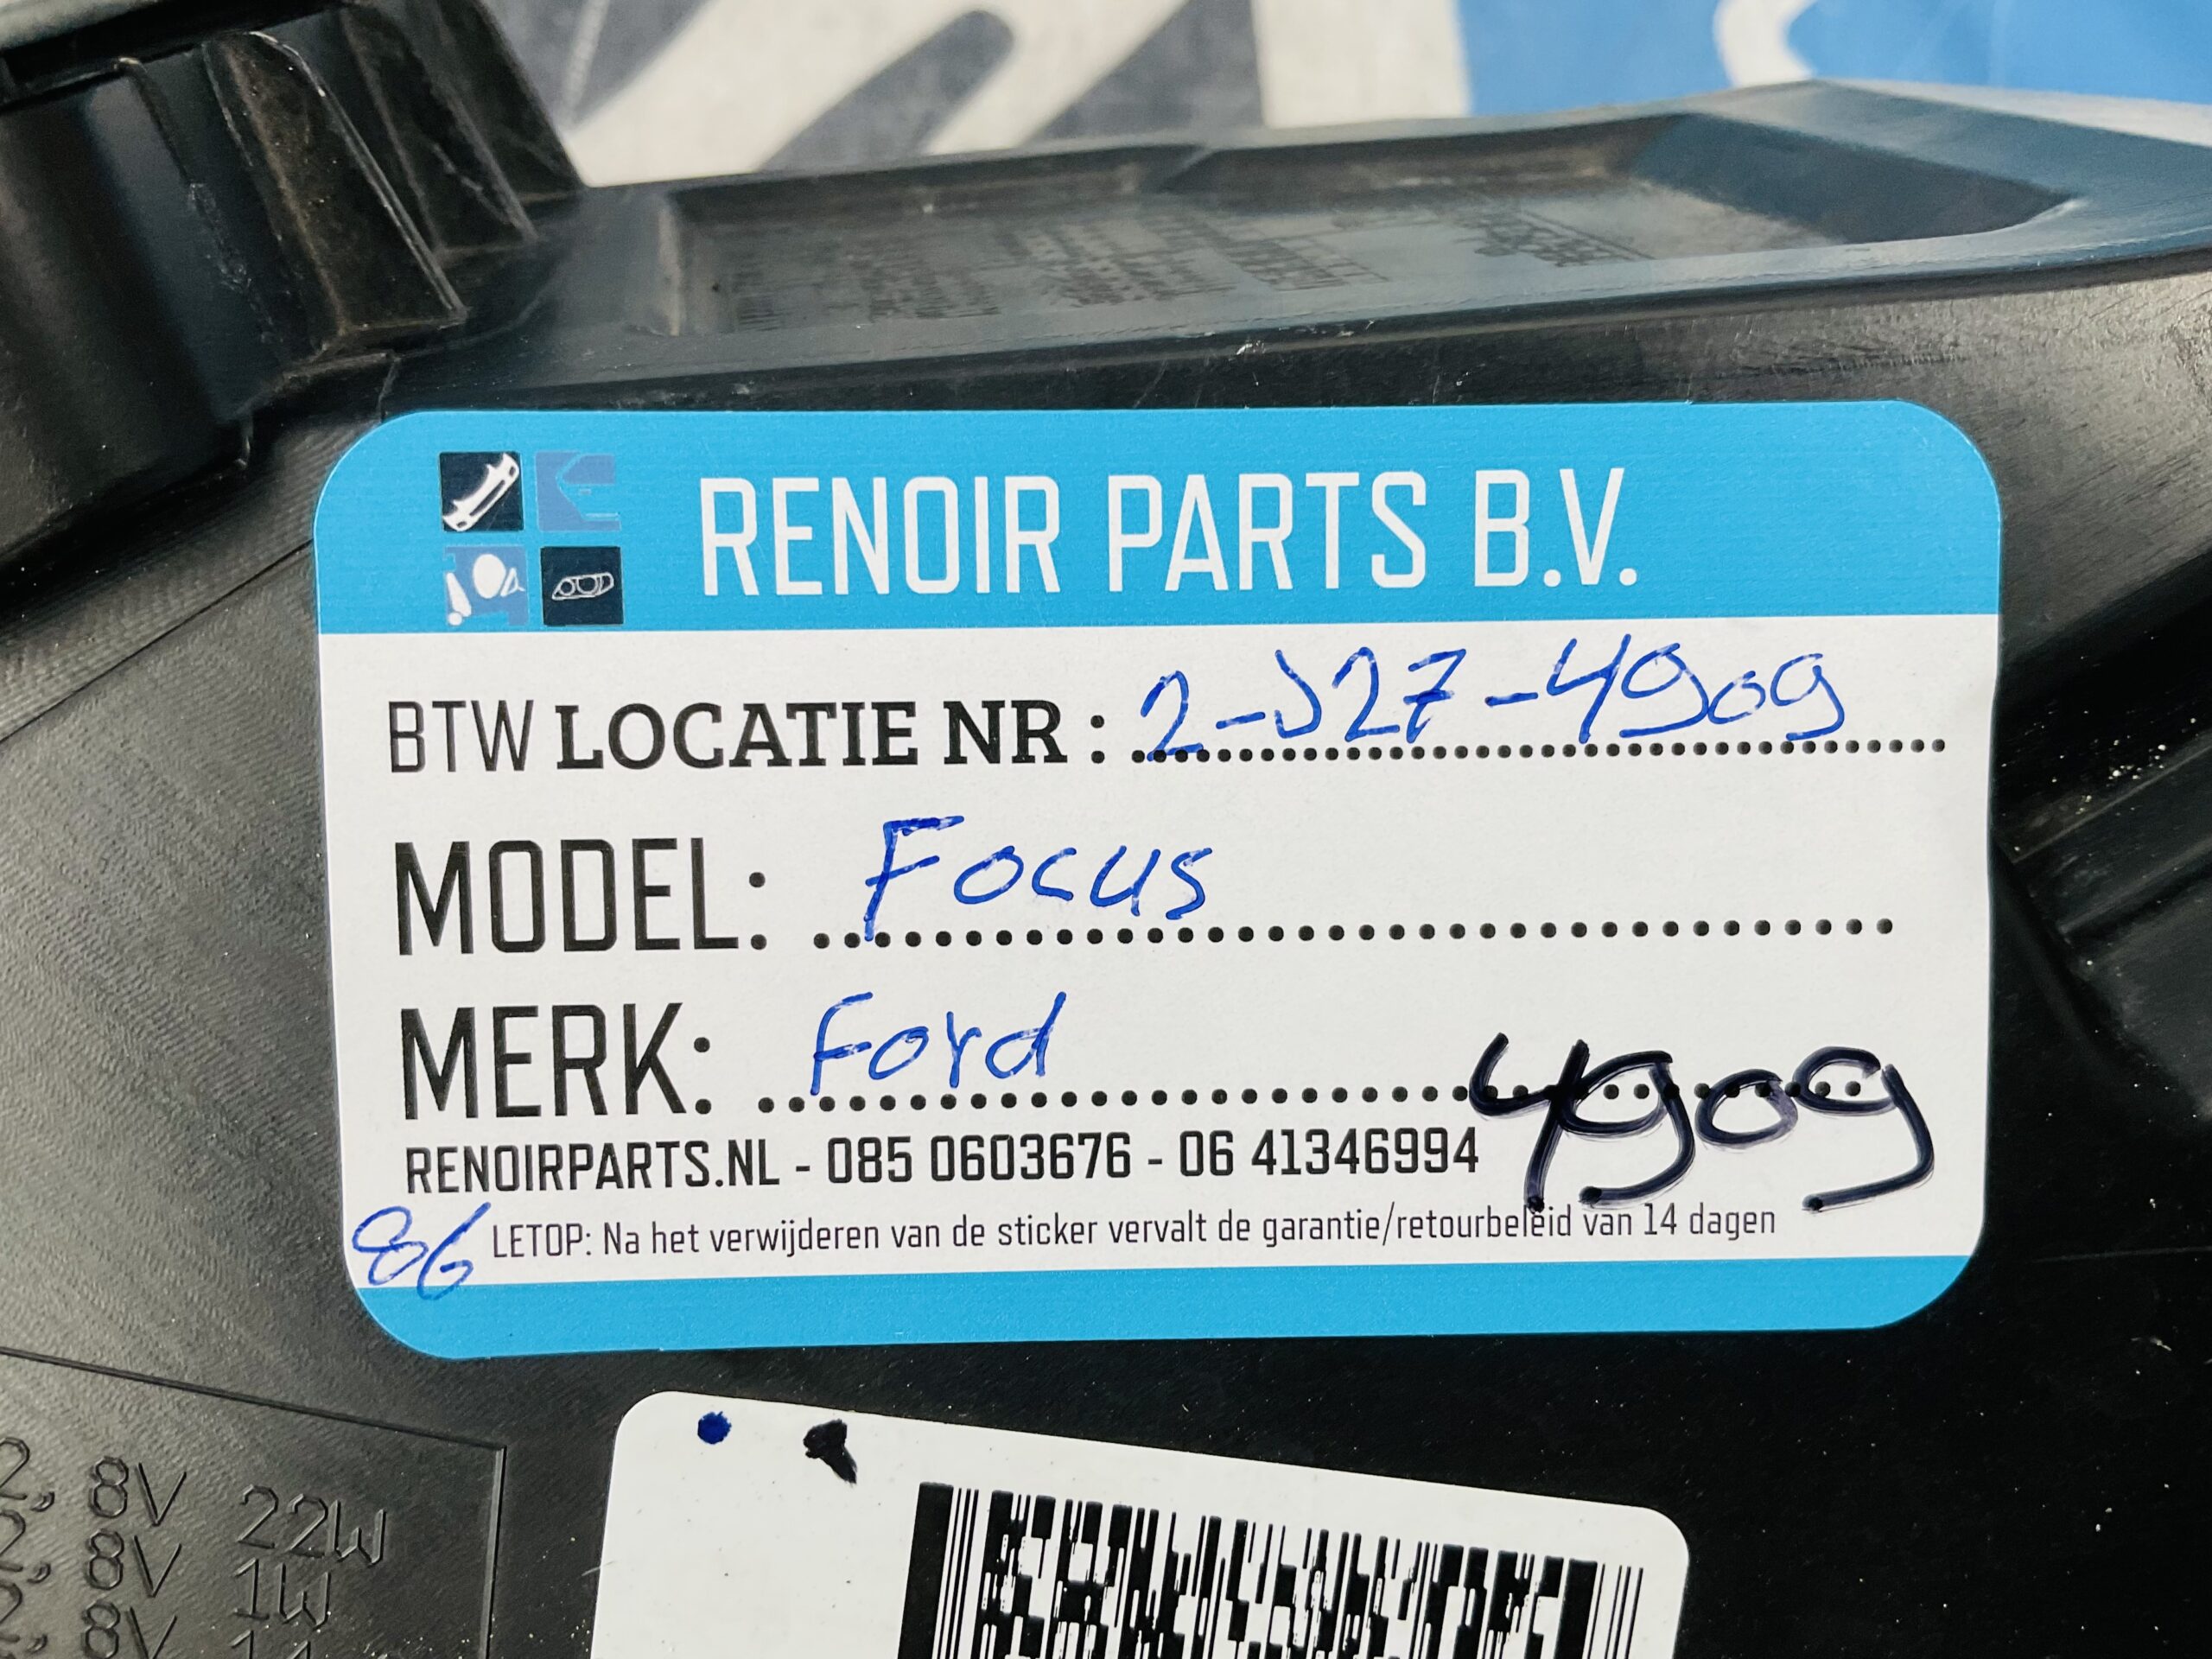 RENOIR PARTS B.V.
BTW LOCATIE NR : 2-J27-4909
MODEL: Focus
MERK: Ford
4909
RENOIRPARTS.NL - 085 0603676 - 06 41346994
86 LETOP: Na het verwijderen van de sticker vervalt de garantie/retourbeleid van 14 dagen
2,8V 22W
2,8V 1W
8V